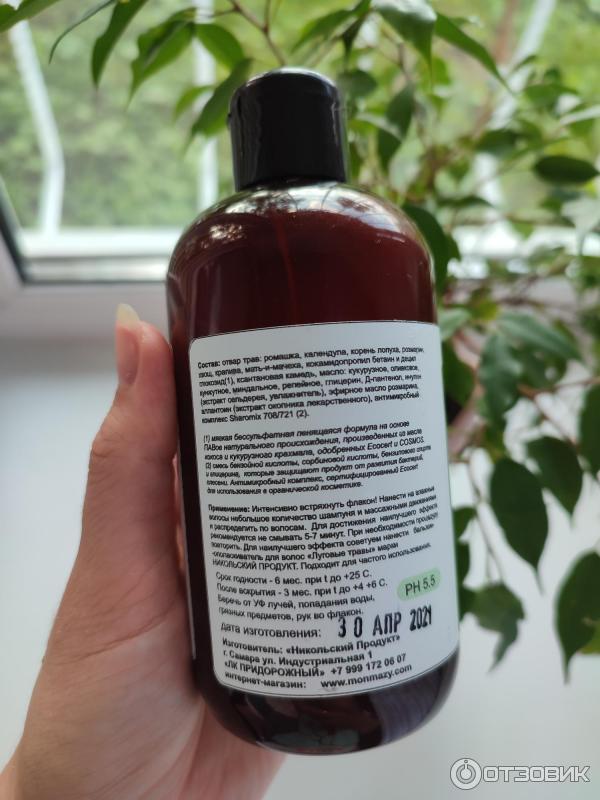 Состав: отвар трав: ромашка, календула, корень лопуха, розмарин,
хвощ, крапива, мать-и-мачеха, кокамидопропил бетаин и децил
глюкозид(1), ксантановая камедь, масло: кукурузное, оливковое,
кунжутное, миндальное, репейное, глицерин, Д-пантенол, инулин
(экстракт сельдерея, увлажнитель), эфирное масло розмарина,
аллантоин (экстракт окопника лекарственного), антимикробный
комплекс Sharomix 708/721 (2).
(1) мягкая бессульфатная пенящаяся формула на основе
ПАВов натурального происхождения, произведенных из масла
кокоса и кукурузного крахмала, одобренных Ecocert и COSMOS.
(2) смесь бензойной кислоты, сорбиновой кислоты, бензилового спирта
и глицерина, которые защищают продукт от развития бактерий,
плесени. Антимикробный комплекс, сертифицированный Ecocert
для использования в органической косметике.
Применение: Интенсивно встряхнуть флакон! Нанести на влажные
волосы небольшое количество шампуня и массажными движениями
распределить по волосам. Для достижения наилучшего эффекта
рекомендуется не смывать 5-7 минут. При необходимости процедуру
повторить. Для наилучшего эффекта советуем нанести бальзам
-ополаскиватель для волос «Луговые травы» марки
НИКОЛЬСКИЙ ПРОДУКТ. Подходит для частого использования.
Срок годности - 6 мес. при t до +25 С.
После вскрытия - 3 мес. при t до +4 +6 С.
Беречь от УФ лучей, попадания воды,
грязных предметов, рук во флакон.
PH 5.5
дата изготовления: 30 АПР 2021
Изготовитель: «Никольский Продукт»
г. Самара ул. Индустриальная 1
«ЛК ПРИДОРОЖНЫЙ» +7 999 172 06 07
интернет-магазин: www.monmazy.com
ОТЗОВИК